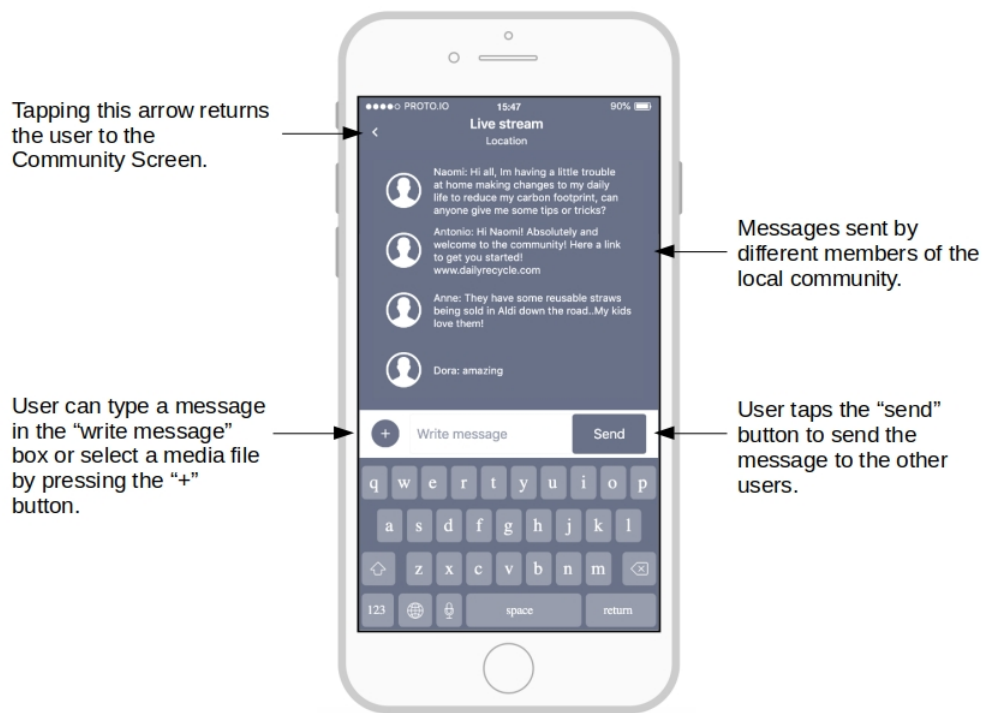 Tapping this arrow returns
the user to the
Community Screen.
PROTO.IO
15:47
90%
Live stream
Location
Naomi: Hi all, Im having a little trouble
at home making changes to my daily
life to reduce my carbon footprint, can
anyone give me some tips or tricks?
Antonio: Hi Naomi! Absolutely and
welcome to the community! Here a link
to get you started!
www.dailyrecycle.com
Anne: They have some reusable straws
being sold in Aldi down the road..My kids
love them!
Dora: amazing
Messages sent by
different members of the
local community.
User can type a message
in the “write message”
box or select a media file
by pressing the “+”
button.
+
Write message
Send
User taps the “send”
button to send the
message to the other
users.
q w e r t y u i o p
a s d f g h j k l
z x c v b n m
123 space return